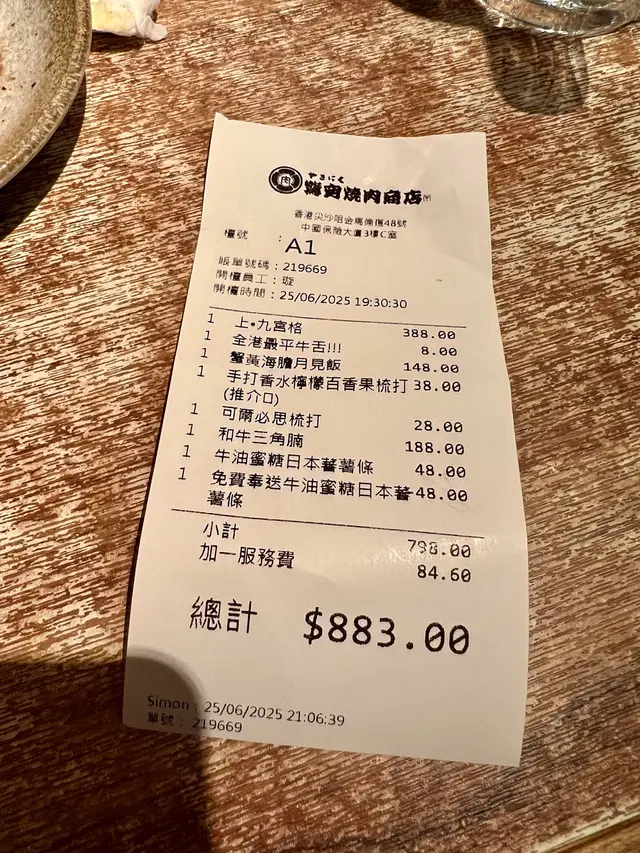 肉
やきにく
焼肉商店
香港尖沙咀金馬倫道48號
中國保險大廈3樓C室
檯號 : A1
賬單號碼 : 219669
開檯員工 : 璇
開檯時間 : 25/06/2025 19:30:30
1 上•九宮格 388.00
1 全港最平牛舌!!! 8.00
1 蟹黃海膽月見飯 148.00
1 手打香水檸檬百香果梳打 38.00
(推介□)
1 可爾必思梳打 28.00
1 和牛三角腩 188.00
1 牛油蜜糖日本蕃薯條 48.00
1 免費奉送牛油蜜糖日本蕃 -48.00
薯條
小計 798.00
加一服務費 84.60
總計 $883.00
Simon : 25/06/2025 21:06:39
單號 : 219669